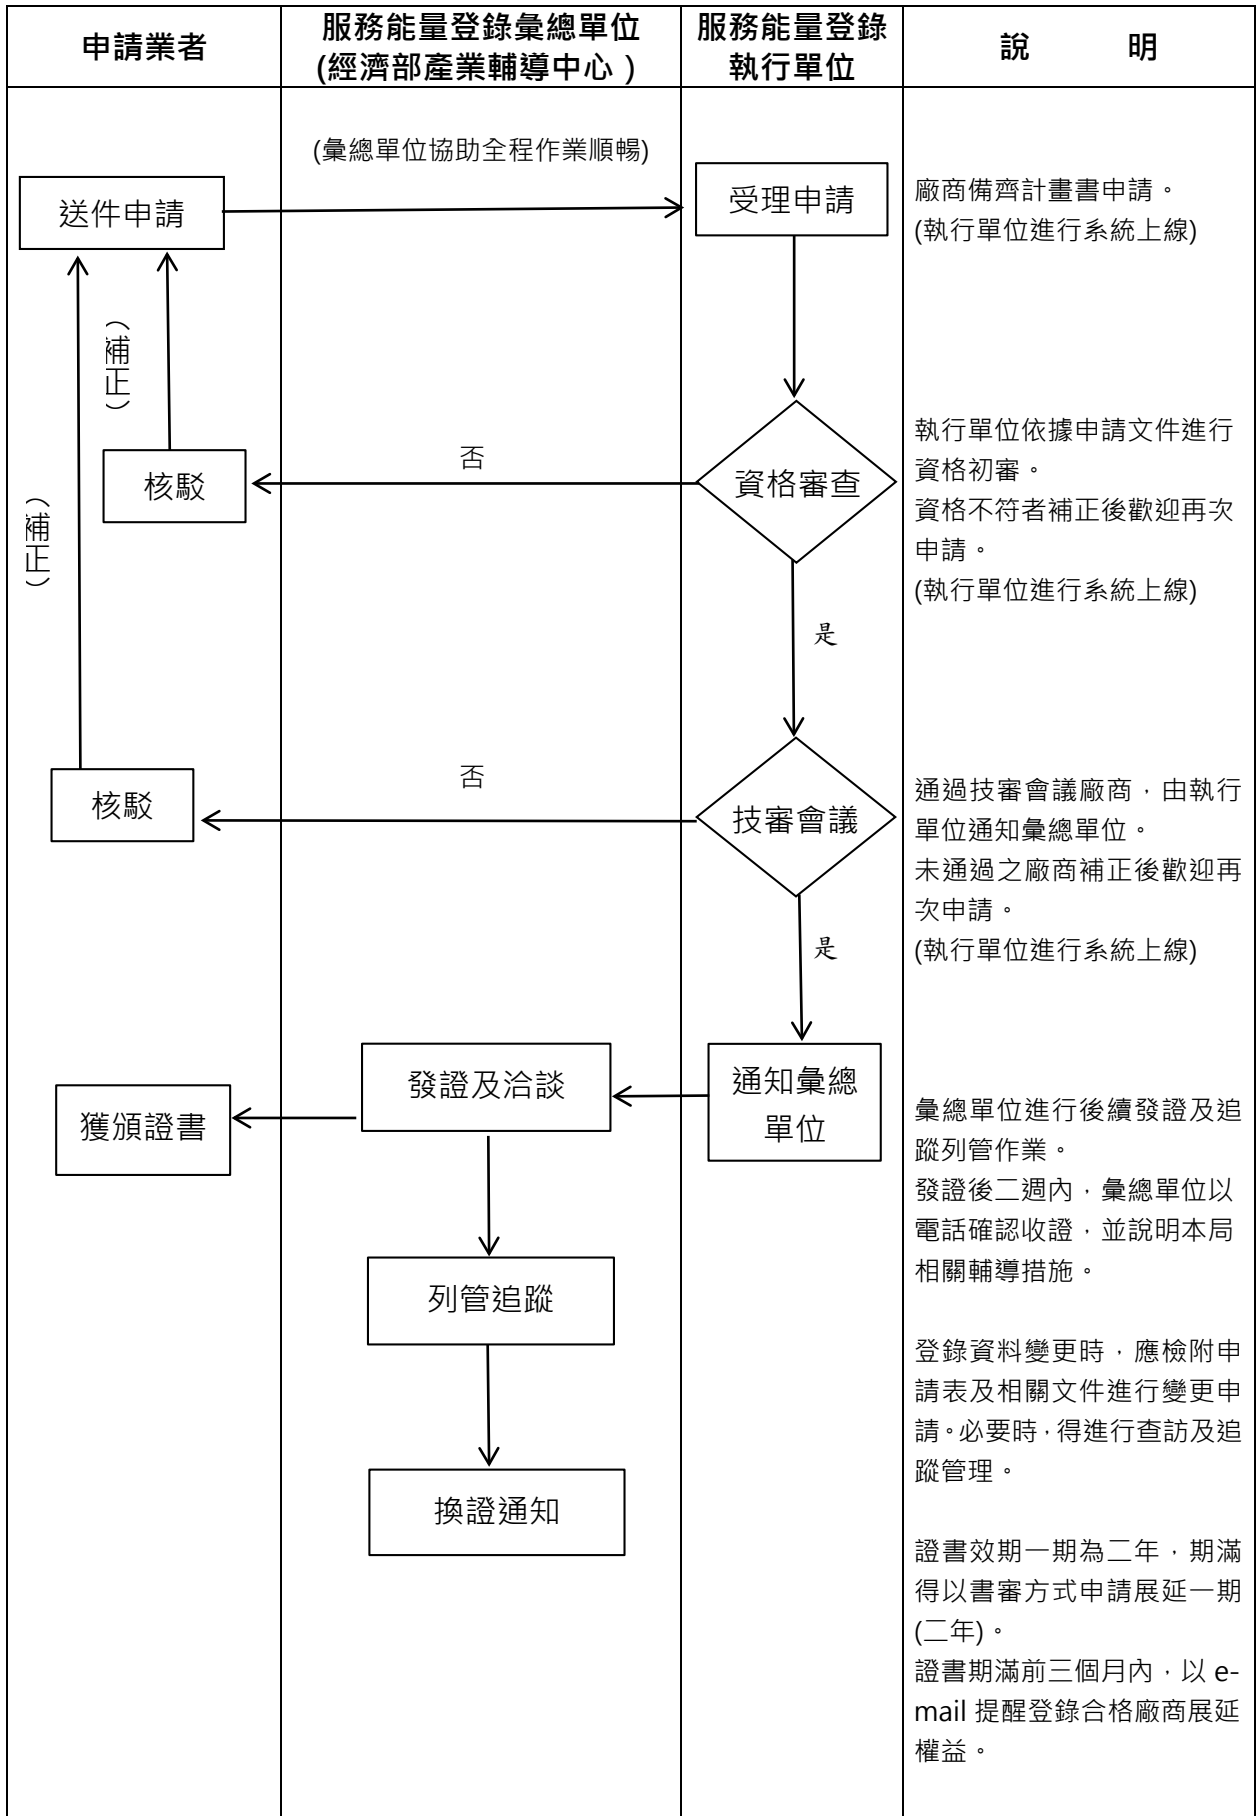 申請業者
服務能量登錄彙總單位
(經濟部產業輔導中心)
服務能量登錄
執行單位
說 明
(彙總單位協助全程作業順暢)
送件申請
受理申請
廠商備齊計畫書申請。
(執行單位進行系統上線)
(補正)
(補正)
核駁
否
資格審查
執行單位依據申請文件進行
資格初審。
資格不符者補正後歡迎再次
申請。
(執行單位進行系統上線)
是
核駁
否
技審會議
通過技審會議廠商,由執行
單位通知彙總單位。
未通過之廠商補正後歡迎再
次申請。
(執行單位進行系統上線)
是
獲頒證書
發證及洽談
通知彙總
單位
彙總單位進行後續發證及追
蹤列管作業。
發證後二週內,彙總單位以
電話確認收證,並說明本局
相關輔導措施。
列管追蹤
登錄資料變更時,應檢附申
請表及相關文件進行變更申
請。必要時,得進行查訪及追
蹤管理。
換證通知
證書效期一期為二年,期滿
得以書審方式申請展延一期
(二年)。
證書期滿前三個月內,以 e-
mail 提醒登錄合格廠商展延
權益。